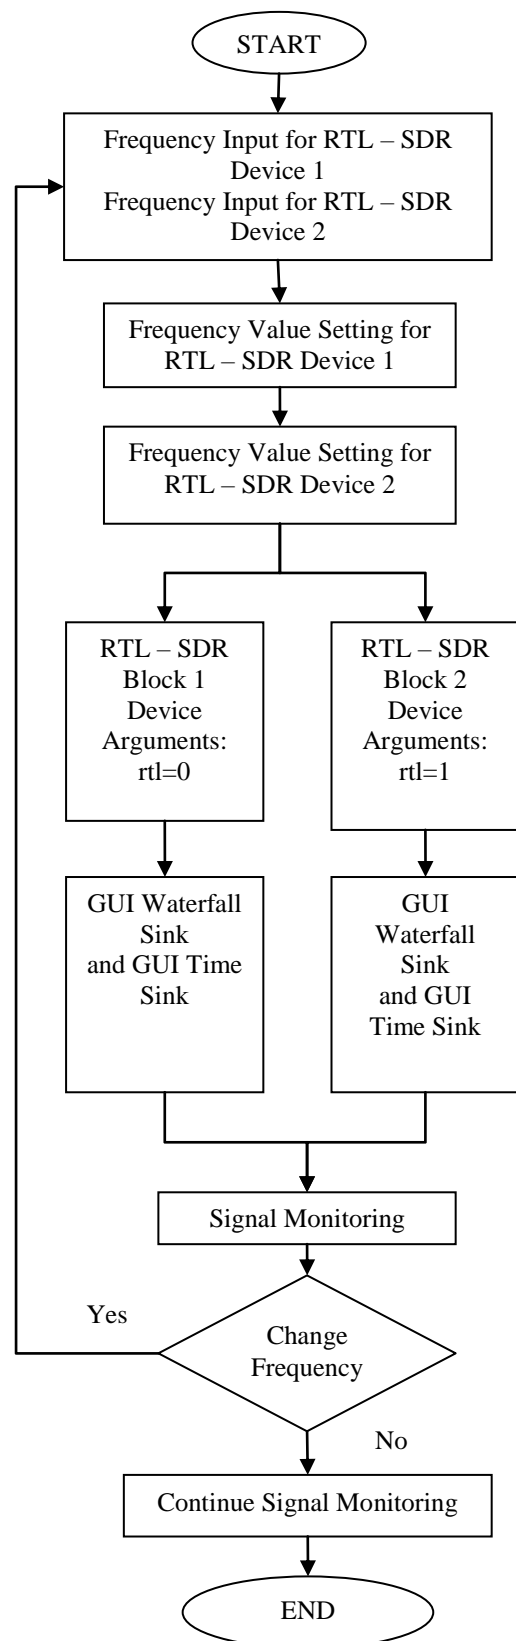 START
Frequency Input for RTL – SDR
Device 1
Frequency Input for RTL – SDR
Device 2
Frequency Value Setting for
RTL – SDR Device 1
Frequency Value Setting for
RTL – SDR Device 2
RTL – SDR
Block 1
Device
Arguments:
rtl=0
RTL – SDR
Block 2
Device
Arguments:
rtl=1
GUI Waterfall
Sink
and GUI Time
Sink
GUI
Waterfall
Sink
and GUI
Time Sink
Signal Monitoring
Yes
Change
Frequency
No
Continue Signal Monitoring
END